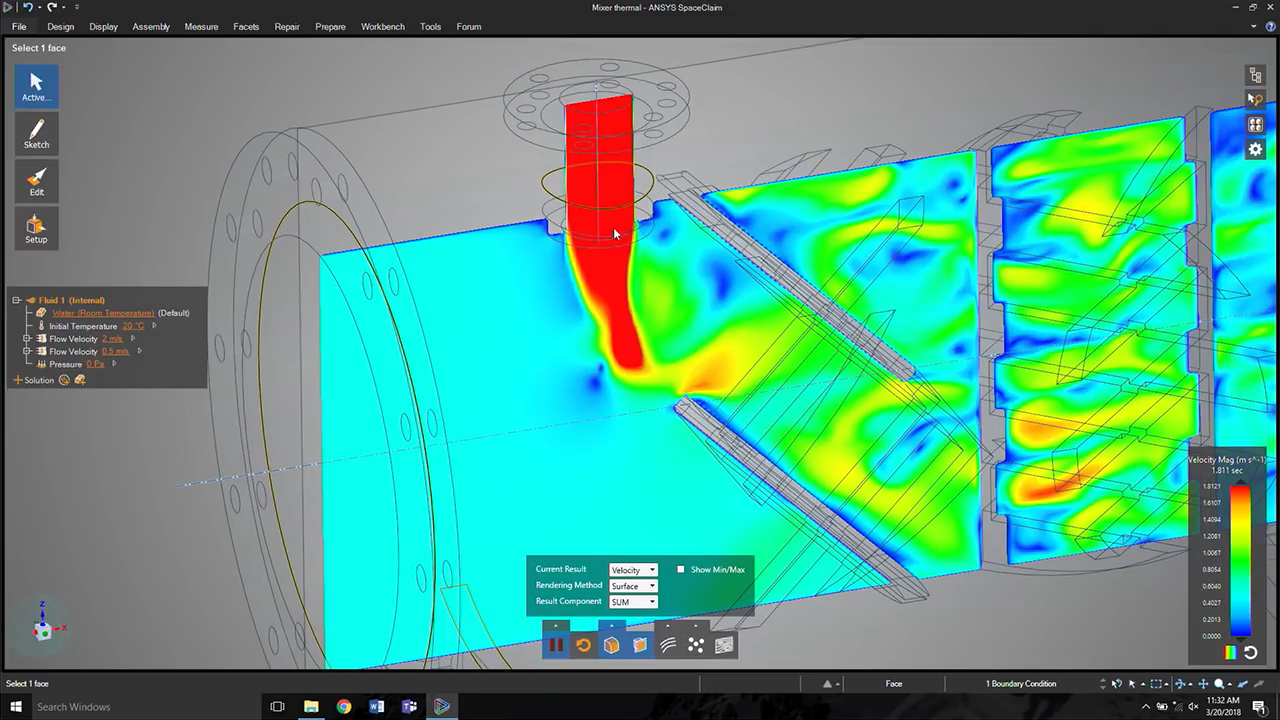 Mixer thermal - ANSYS SpaceClaim
File Design Display Assembly Measure Facets Repair Prepare Workbench Tools Forum
Select 1 face
Active...
Sketch
Edit
Setup
Fluid 1 (Internal)
Water (Room Temperature) (Default)
Initial Temperature 20 °C
Flow Velocity 2 m/s
Flow Velocity 0.5 m/s
Pressure 0 Pa
Solution
Velocity Mag (m s^-1)
1.811 sec
1.8121
1.6107
1.4094
1.2081
1.0067
0.8054
0.6040
0.4027
0.2013
0.0000
Current Result Velocity Show Min/Max
Rendering Method Surface
Result Component SUM
Z
X
Select 1 face Face 1 Boundary Condition
Search Windows
11:32 AM
3/20/2018